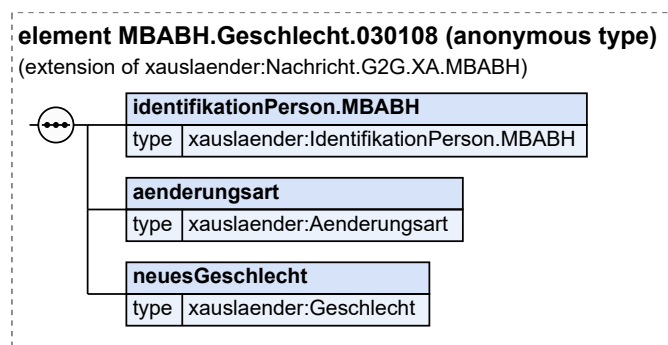 element MBABH.Geschlecht.030108 (anonymous type)
(extension of xauslaender:Nachricht.G2G.XA.MBABH)
identifikationPerson.MBABH
type xauslaender:IdentifikationPerson.MBABH
aenderungsart
type xauslaender:Aenderungsart
neuesGeschlecht
type xauslaender:Geschlecht